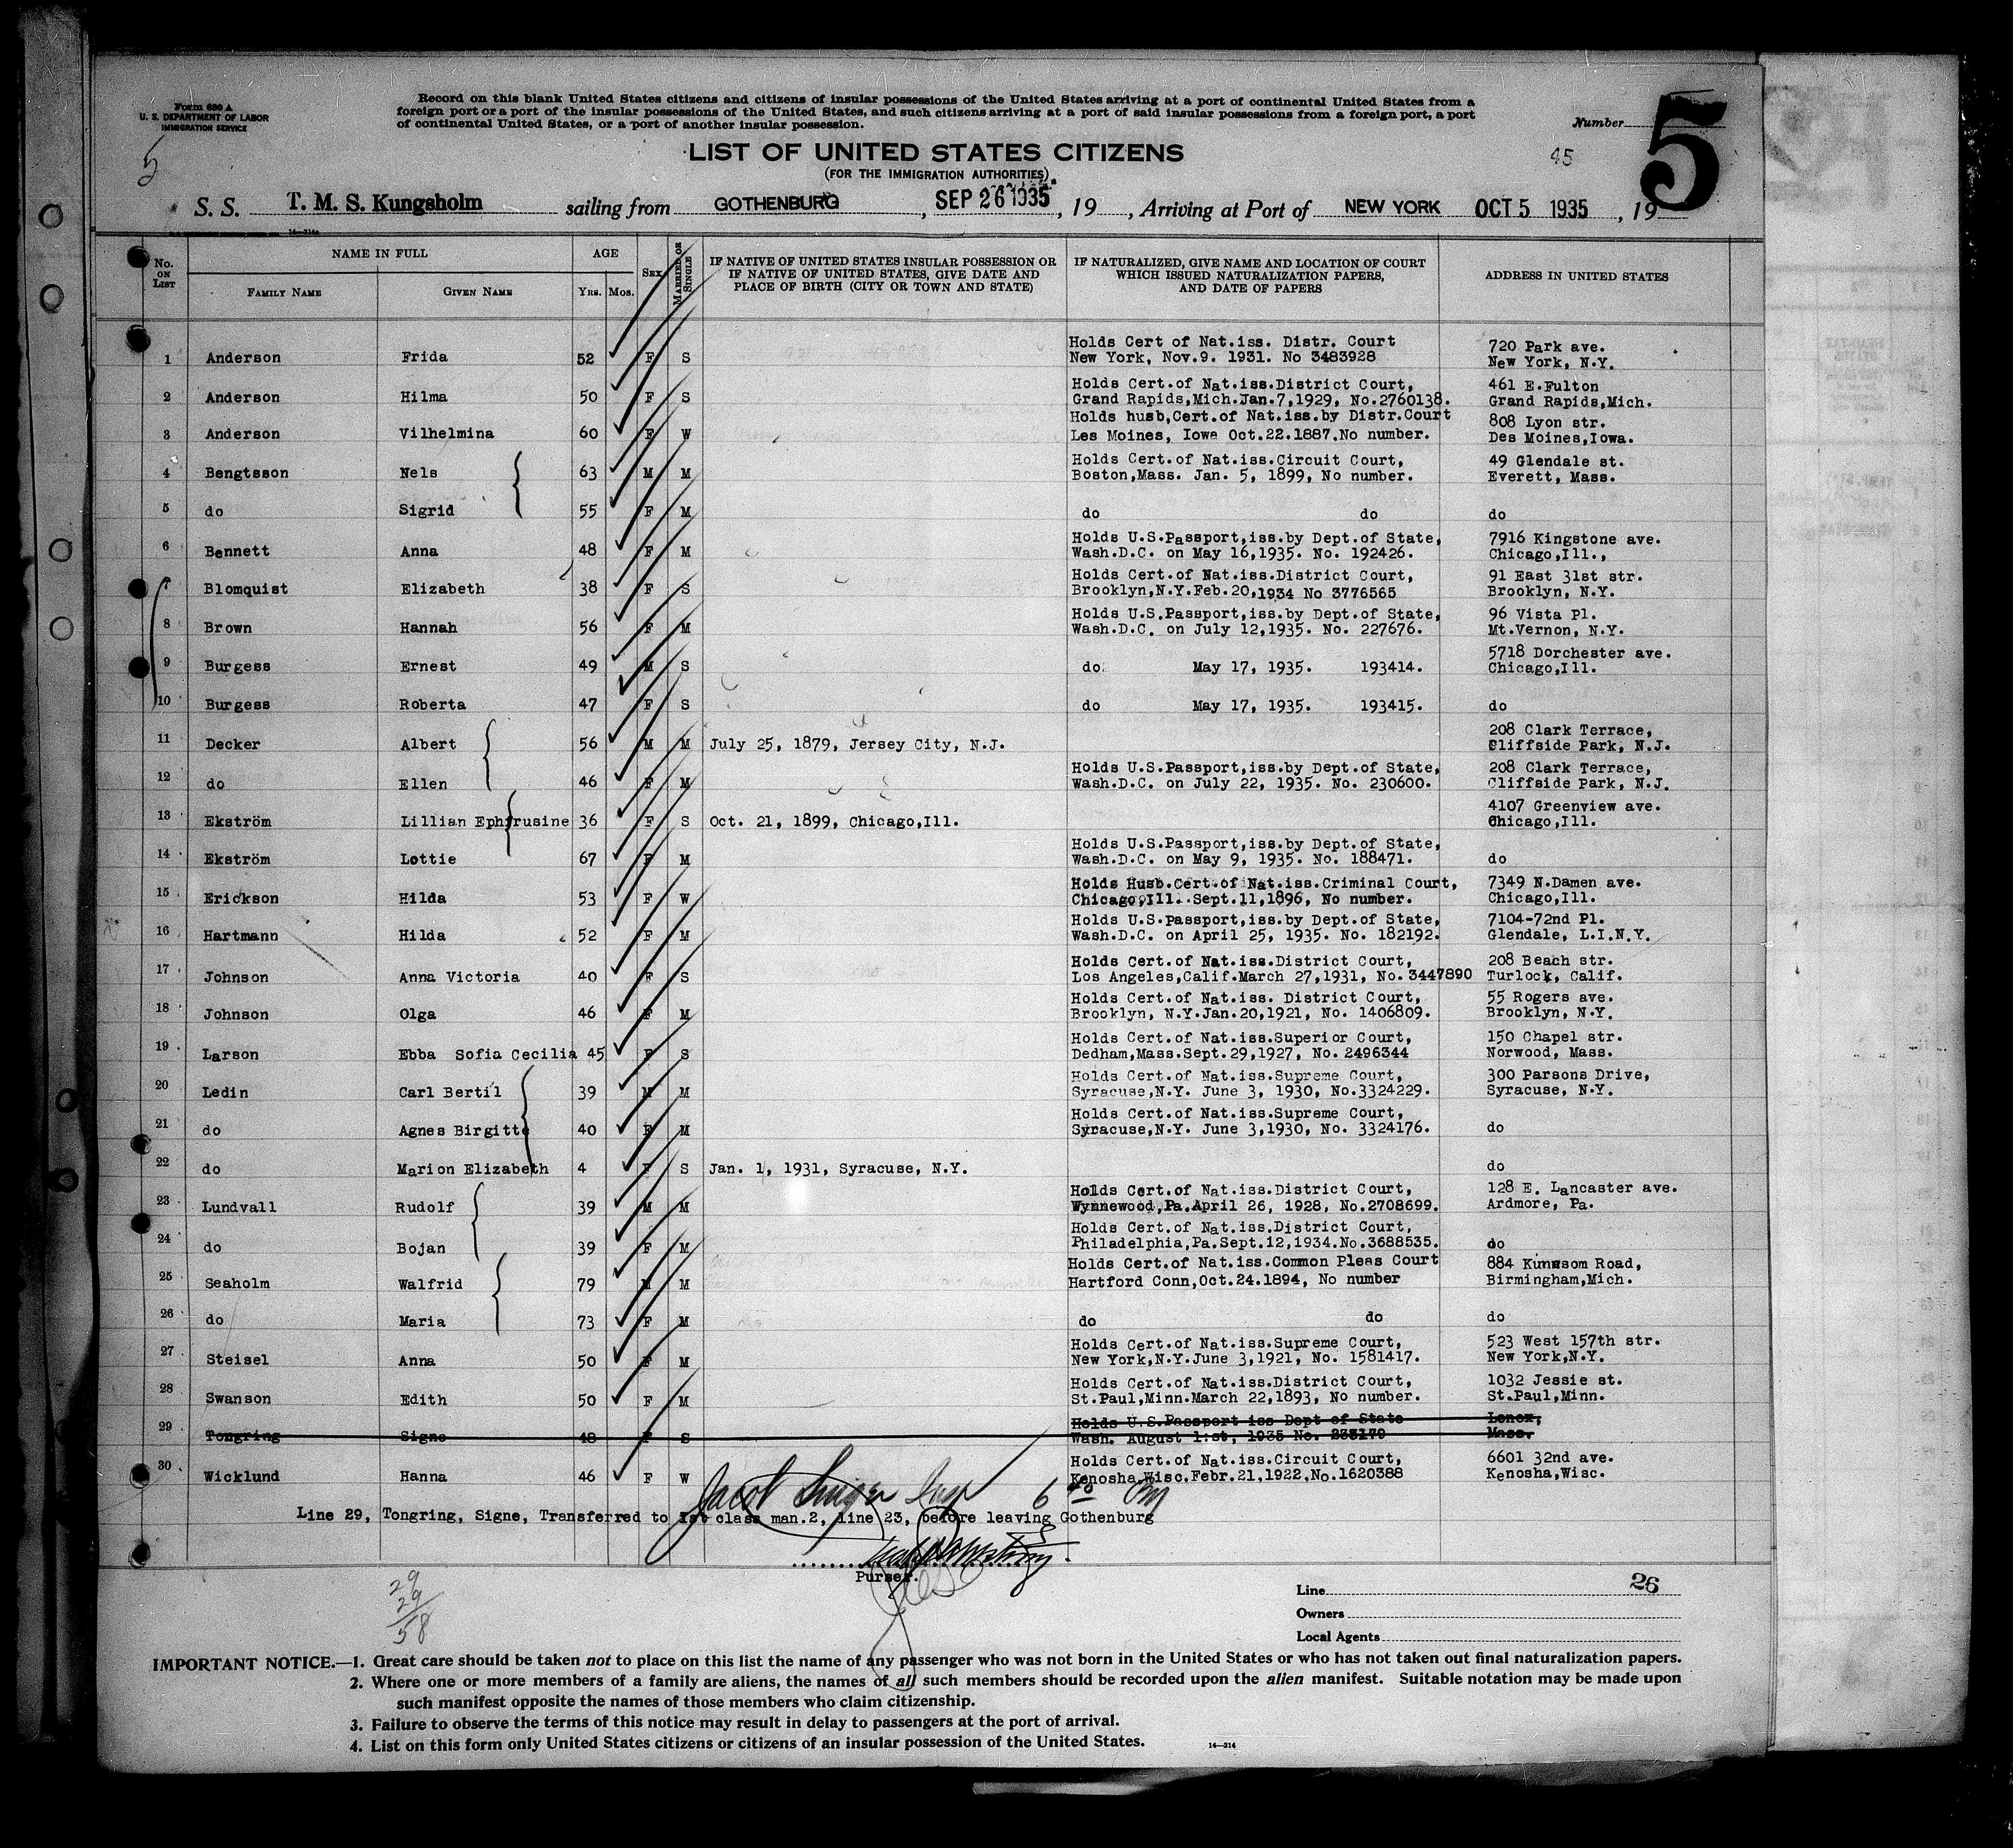 Form 630 A
U. S. DEPARTMENT OF LABOR
IMMIGRATION SERVICE
Record on this blank United States citizens and citizens of insular possessions of the United States arriving at a port of continental United States from a
foreign port or a port of the insular possessions of the United States, and such citizens arriving at a port of said insular possessions from a foreign port, a port
of continental United States, or a port of another insular possession.
Number 5
5
45
LIST OF UNITED STATES CITIZENS
(FOR THE IMMIGRATION AUTHORITIES)
S. S. T. M. S. Kungsholm sailing from GOTHENBURG, SEP 26 1935, 19 , Arriving at Port of NEW YORK OCT 5 1935, 19
14—214a
No. ON LIST NAME IN FULL FAMILY NAME GIVEN NAME AGE YRS. MOS. SEX MARRIED OR SINGLE IF NATIVE OF UNITED STATES INSULAR POSSESSION OR IF NATIVE OF UNITED STATES, GIVE DATE AND PLACE OF BIRTH (CITY OR TOWN AND STATE) IF NATURALIZED, GIVE NAME AND LOCATION OF COURT WHICH ISSUED NATURALIZATION PAPERS, AND DATE OF PAPERS ADDRESS IN UNITED STATES
Holds Cert of Nat.iss. Distr. Court 720 Park ave.
1 Anderson Frida 52 F S New York, Nov.9. 1931. No 3483928 New York, N.Y.
Holds Cert.of Nat.iss.District Court, 461 E.Fulton
2 Anderson Hilma 50 F S Grand Rapids,Mich.Jan.7,1929, No.2760138. Grand Rapids,Mich.
Holds husb,Cert.of Nat.iss.by Distr.Court 808 Lyon str.
3 Anderson Vilhelmina 60 F W Les Moines, Iowa Oct.22.1887.No number. Des Moines,Iowa.
Holds Cert.of Nat.iss.Circuit Court, 49 Glendale st.
4 Bengtsson Nels 63 M M Boston,Mass. Jan. 5, 1899, No number. Everett, Mass.
5 do Sigrid 55 F M do do do
Holds U.S.Passport,iss.by Dept.of State, 7916 Kingstone ave.
6 Bennett Anna 48 F M Wash.D.C. on May 16,1935. No. 192426. Chicago,Ill.,
Holds Cert.of Nat.iss.District Court, 91 East 31st str.
7 Blomquist Elizabeth 38 F S Brooklyn,N.Y.Feb.20,1934 No 3776565 Brooklyn, N.Y.
Holds U.S.Passport,iss.by Dept.of State, 96 Vista Pl.
8 Brown Hannah 56 F M Wash.D.C. on July 12,1935. No. 227676. Mt.Vernon, N.Y.
5718 Dorchester ave.
9 Burgess Ernest 49 M S do. May 17, 1935. 193414. Chicago,Ill.
10 Burgess Roberta 47 F S do May 17, 1935. 193415. do
208 Clark Terrace,
11 Decker Albert 56 M M July 25, 1879, Jersey City, N.J. Cliffside Park, N.J.
Holds U.S.Passport,iss.by Dept.of State, 208 Clark Terrace,
12 do Ellen 46 F M Wash.D.C. on July 22, 1935. No. 230600. Cliffside Park, N.J.
4107 Greenview ave.
13 Ekström Lillian Ephfrusine 36 F S Oct. 21, 1899, Chicago,Ill. Chicago,Ill.
Holds U.S.Passport,iss.by Dept.of State,
14 Ekström Lottie 67 F M Wash.D.C. on May 9, 1935. No. 188471. do
Holds Husb.Cert.of Nat.iss.Criminal Court, 7349 N.Damen ave.
15 Erickson Hilda 53 F W Chicago,Ill. Sept.11,1896, No number. Chicago,Ill.
Holds U.S.Passport,iss.by Dept.of State, 7104-72nd Pl.
16 Hartmann Hilda 52 F M Wash.D.C. on April 25, 1935. No. 182192. Glendale, L.I.N.Y.
Holds Cert.of Nat.iss.District Court, 208 Beach str.
17 Johnson Anna Victoria 40 F S Los Angeles,Calif.March 27,1931, No. 3447890 Turlock, Calif.
Holds Cert.of Nat.iss. District Court, 55 Rogers ave.
18 Johnson Olga 46 F M Brooklyn, N.Y.Jan.20,1921, No. 1406809. Brooklyn, N.Y.
Holds Cert.of Nat.iss.Superior Court, 150 Chapel str.
19 Larson Ebba Sofia Cecilia 45 F S Dedham,Mass.Sept.29,1927, No. 2496344 Norwood, Mass.
Holds Cert.of Nat.iss.Supreme Court, 300 Parsons Drive,
20 Ledin Carl Bertil 39 M M Syracuse,N.Y. June 3, 1930, No.3324229. Syracuse, N.Y.
Holds Cert.of Nat.iss.Supreme Court,
21 do Agnes Birgitte 40 F M Syracuse,N.Y. June 3,1930, No. 3324176. do
22 do Marion Elizabeth 4 F S Jan. 1, 1931, Syracuse, N.Y. do
Holds Cert.of Nat.iss.District Court, 128 E. Lancaster ave.
23 Lundvall Rudolf 39 M M Wynnewood,Pa.April 26, 1928, No.2708699. Ardmore, Pa.
Holds Cert.of Nat.iss.District Court,
24 do Bojan 39 F M Philadelphia,Pa.Sept.12,1934.No.3688535. do
Holds Cert.of Nat.iss.Common Pleas Court 884 Kimwsom Road,
25 Seaholm Walfrid 79 M M Hartford Conn,Oct.24.1894, No number Birmingham,Mich.
26 do Maria 73 F M do do do
Holds Cert.of Nat.iss.Supreme Court, 523 West 157th str.
27 Steisel Anna 50 F M New York,N.Y.June 3,1921, No. 1581417. New York,N.Y.
Holds Cert.of Nat.iss.District Court, 1032 Jessie st.
28 Swanson Edith 50 F M St.Paul,Minn.March 22,1893, No number. St.Paul,Minn.
Holds U.S.Passport iss Dept of State Lenox,
29 Tongring Signe 48 F S Wash. August 1:st, 1935 No. 235179 Mass.
Holds Cert.of Nat.iss.Circuit Court, 6601 32nd ave.
30 Wicklund Hanna 46 F W Kenosha,Wisc.Febr.21,1922,No.1620388 Kenosha,Wisc.
Jacob Insp
Line 29, Tongring, Signe, Transferred to 1st class man.2, line 23, before leaving Gothenburg
Purser.
29
29
58
Line 26
Owners
Local Agents
IMPORTANT NOTICE.—1. Great care should be taken not to place on this list the name of any passenger who was not born in the United States or who has not taken out final naturalization papers.
2. Where one or more members of a family are aliens, the names of all such members should be recorded upon the alien manifest. Suitable notation may be made upon
such manifest opposite the names of those members who claim citizenship.
3. Failure to observe the terms of this notice may result in delay to passengers at the port of arrival.
4. List on this form only United States citizens or citizens of an insular possession of the United States.
14—214